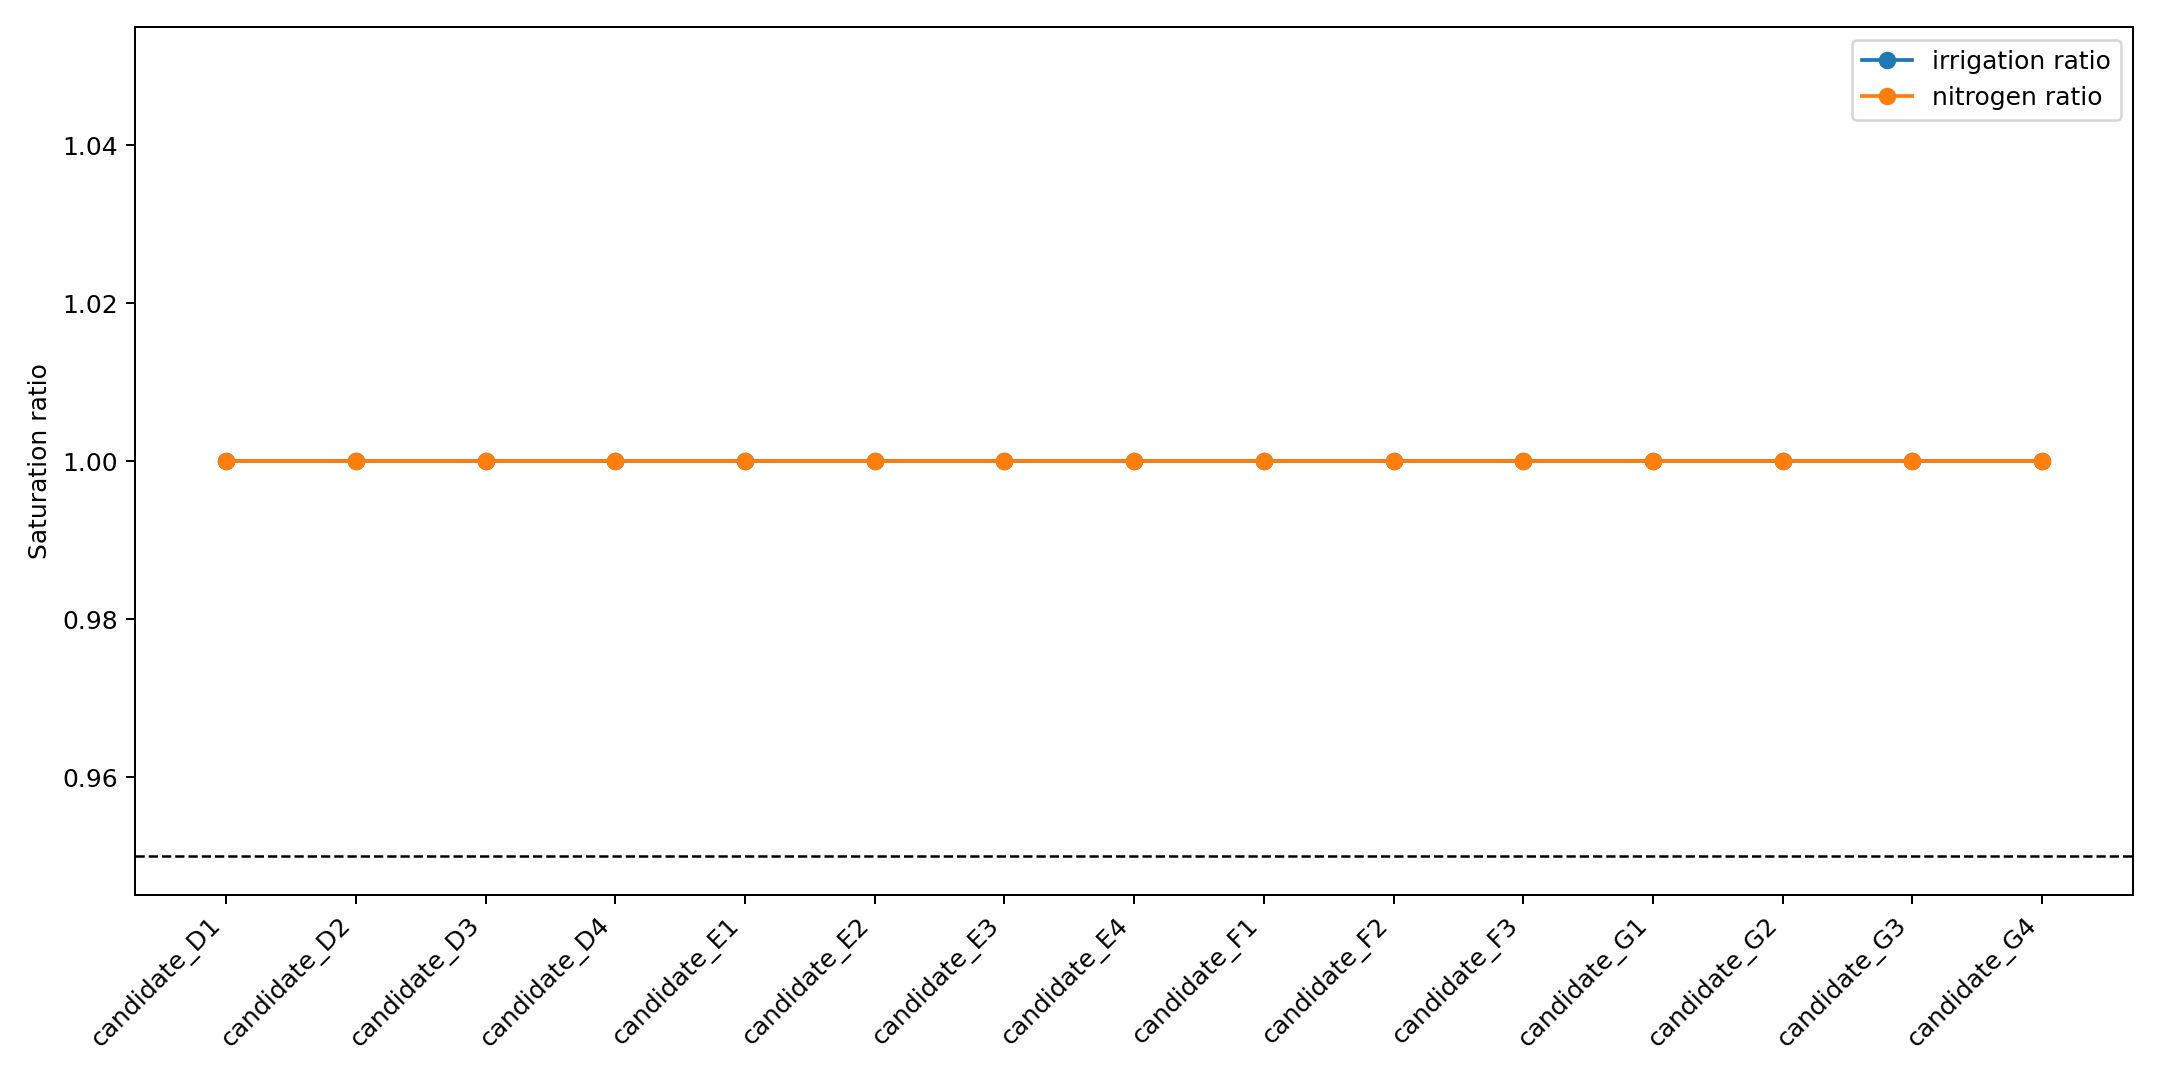 irrigation ratio
nitrogen ratio
Saturation ratio
1.04
1.02
1.00
0.98
0.96
candidate_D1
candidate_D2
candidate_D3
candidate_D4
candidate_E1
candidate_E2
candidate_E3
candidate_E4
candidate_F1
candidate_F2
candidate_F3
candidate_G1
candidate_G2
candidate_G3
candidate_G4